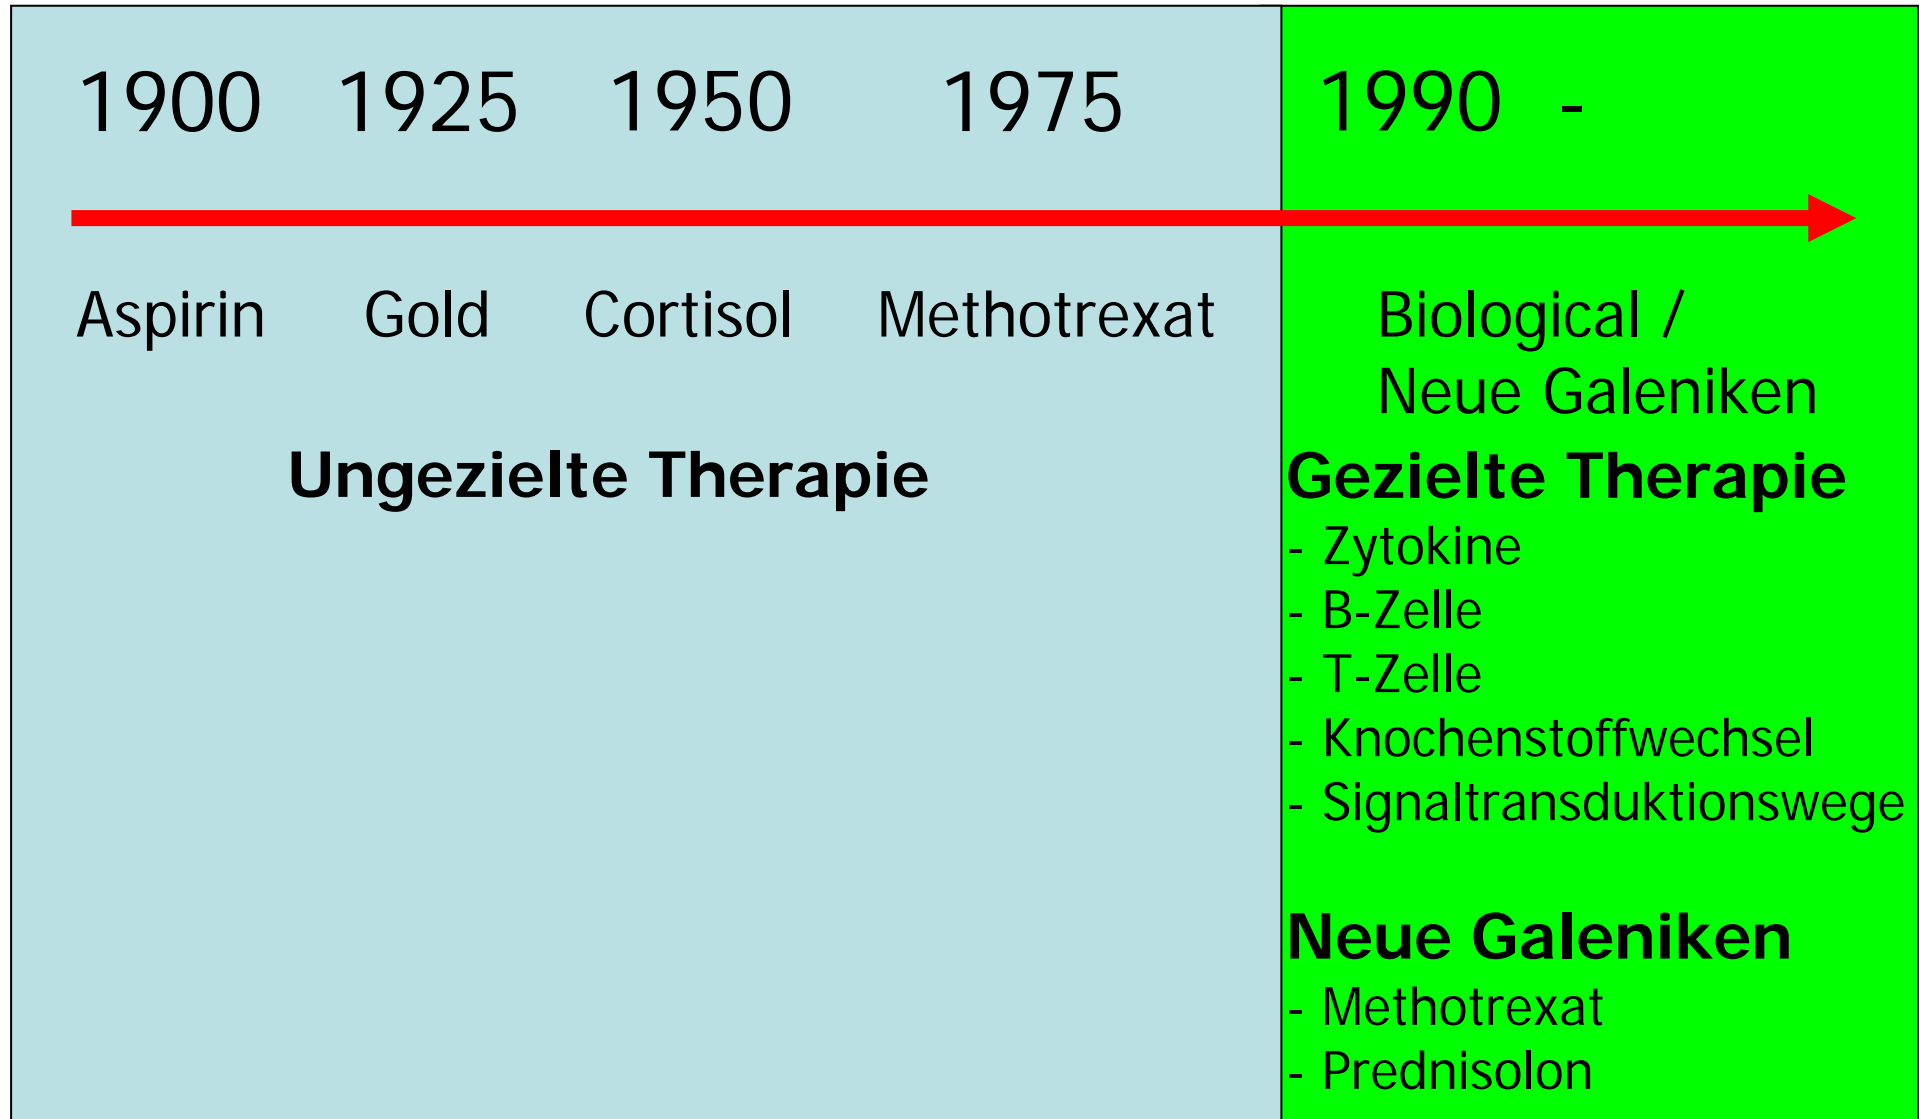 1900 1925 1950 1975 1990 -
Aspirin Gold Cortisol Methotrexat Biological /
Neue Galeniken
Ungezielte Therapie Gezielte Therapie
- Zytokine
- B-Zelle
- T-Zelle
- Knochenstoffwechsel
- Signaltransduktionswege
Neue Galeniken
- Methotrexat
- Prednisolon